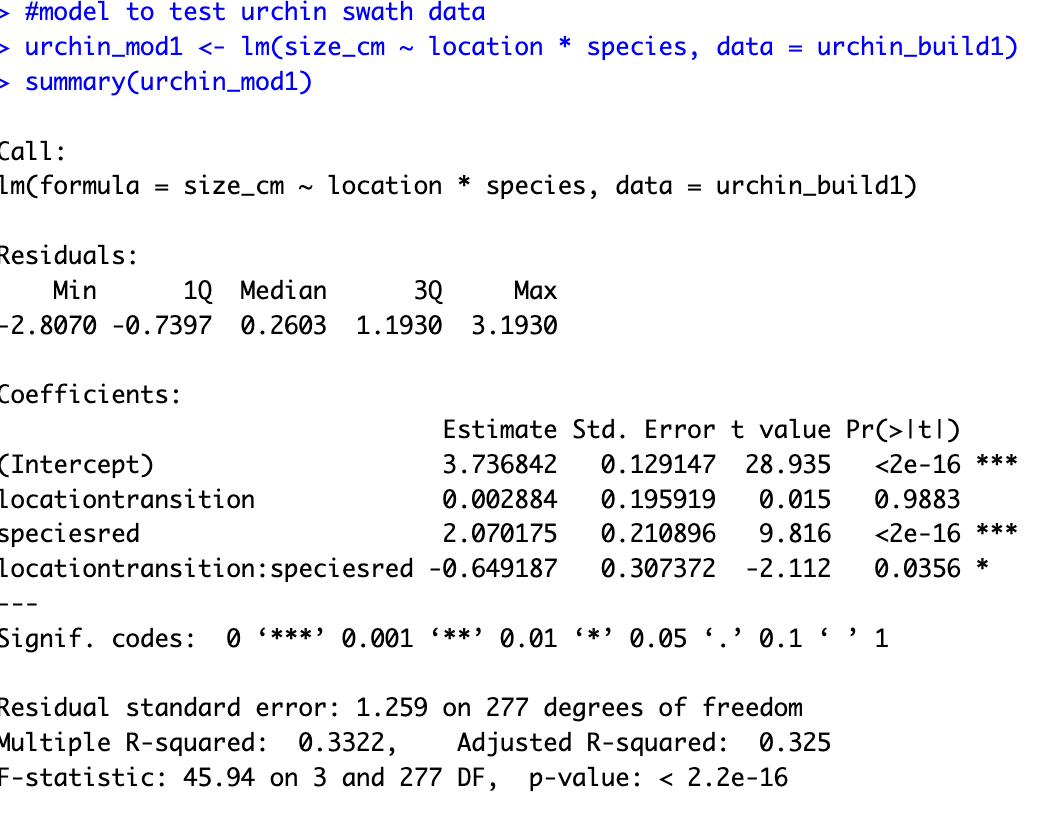 > #model to test urchin swath data
> urchin_mod1 <- lm(size_cm ~ location * species, data = urchin_build1)
> summary(urchin_mod1)
Call:
lm(formula = size_cm ~ location * species, data = urchin_build1)
Residuals:
Min 1Q Median 3Q Max
-2.8070 -0.7397 0.2603 1.1930 3.1930
Coefficients:
Estimate Std. Error t value Pr(>|t|)
(Intercept) 3.736842 0.129147 28.935 <2e-16 ***
locationtransition 0.002884 0.195919 0.015 0.9883
speciesred 2.070175 0.210896 9.816 <2e-16 ***
locationtransition:speciesred -0.649187 0.307372 -2.112 0.0356 *
---
Signif. codes: 0 ‘***’ 0.001 ‘**’ 0.01 ‘*’ 0.05 ‘.’ 0.1 ‘ ’ 1
Residual standard error: 1.259 on 277 degrees of freedom
Multiple R-squared: 0.3322, Adjusted R-squared: 0.325
F-statistic: 45.94 on 3 and 277 DF, p-value: < 2.2e-16